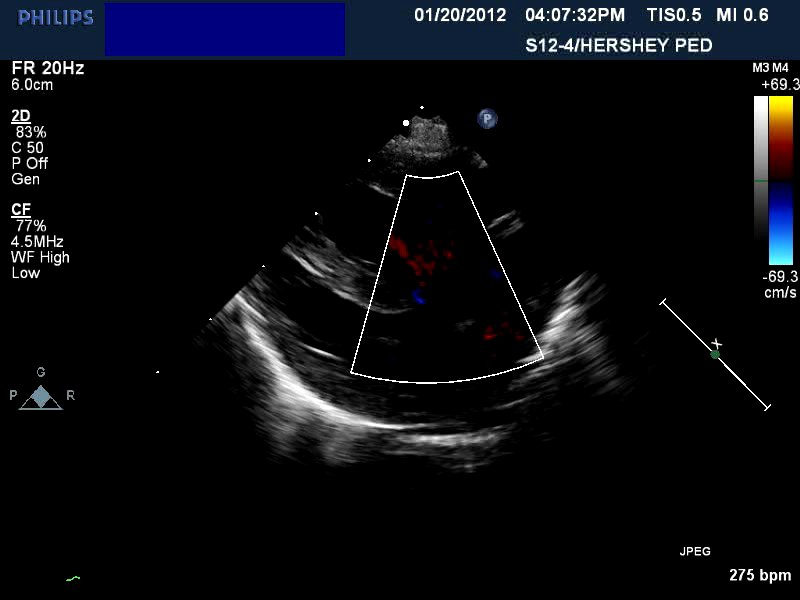 PHILIPS
01/20/2012 04:07:32PM TIS0.5 MI 0.6
S12-4/HERSHEY PED
FR 20Hz
6.0cm
2D
83%
C 50
P Off
Gen
CF
77%
4.5MHz
WF High
Low
M3 M4
+69.3
-69.3
cm/s
P
X
G
P R
JPEG
275 bpm